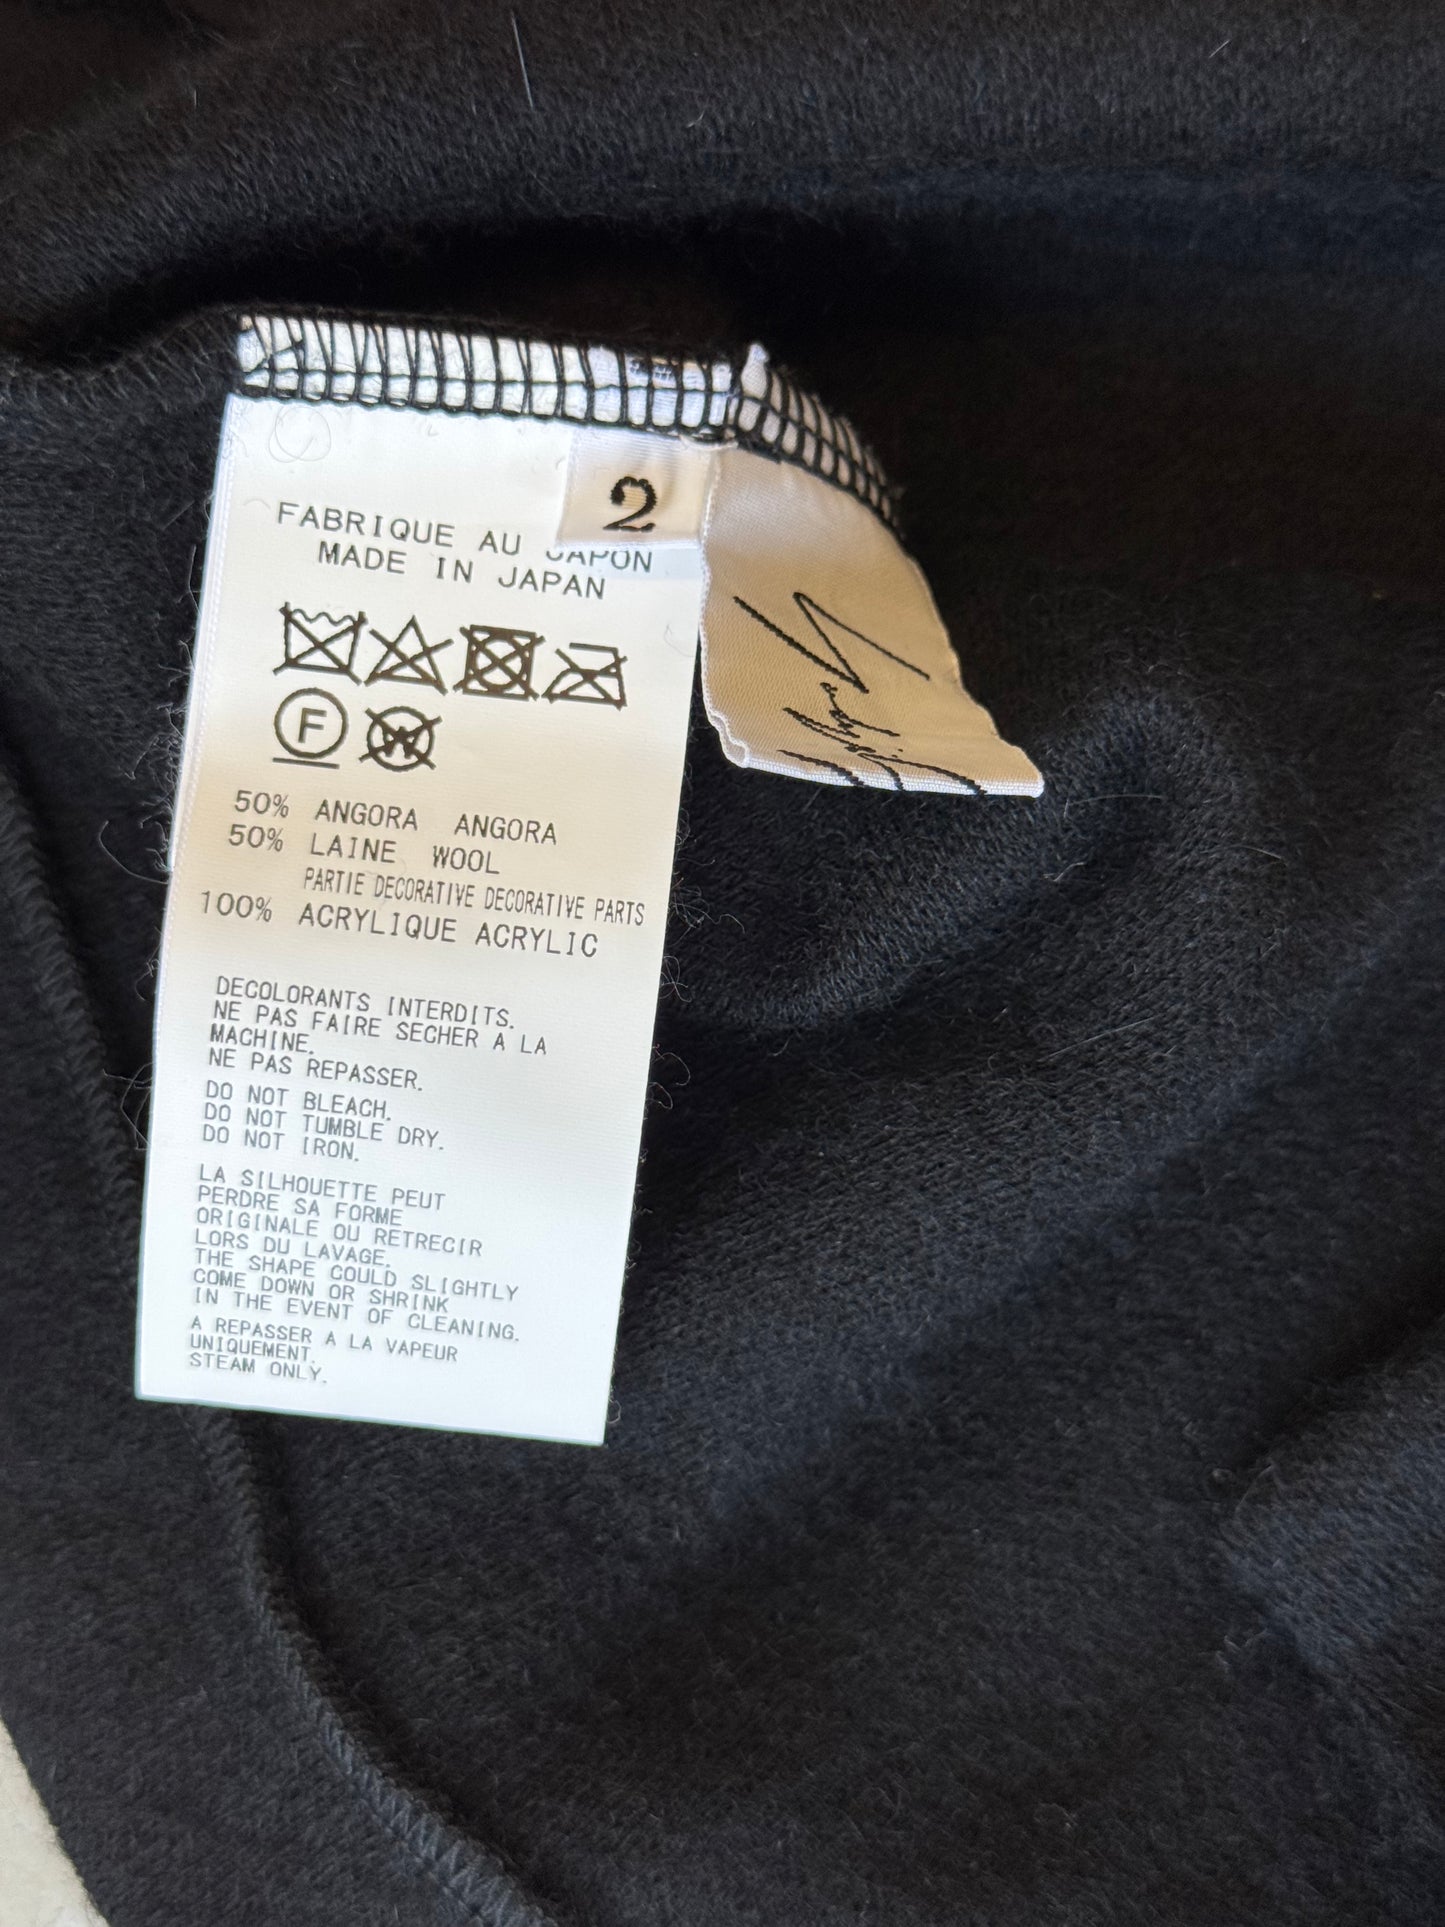 2
FABRIQUE AU JAPON
MADE IN JAPAN
F
W
50% ANGORA ANGORA
50% LAINE WOOL
PARTIE DECORATIVE DECORATIVE PARTS
100% ACRYLIQUE ACRYLIC
DECOLORANTS INTERDITS.
NE PAS FAIRE SECHER A LA
MACHINE.
NE PAS REPASSER.
DO NOT BLEACH.
DO NOT TUMBLE DRY.
DO NOT IRON.
LA SILHOUETTE PEUT
PERDRE SA FORME
ORIGINALE OU RETRECIR
LORS DU LAVAGE.
THE SHAPE COULD SLIGHTLY
COME DOWN OR SHRINK
IN THE EVENT OF CLEANING.
A REPASSER A LA VAPEUR
UNIQUEMENT.
STEAM ONLY.